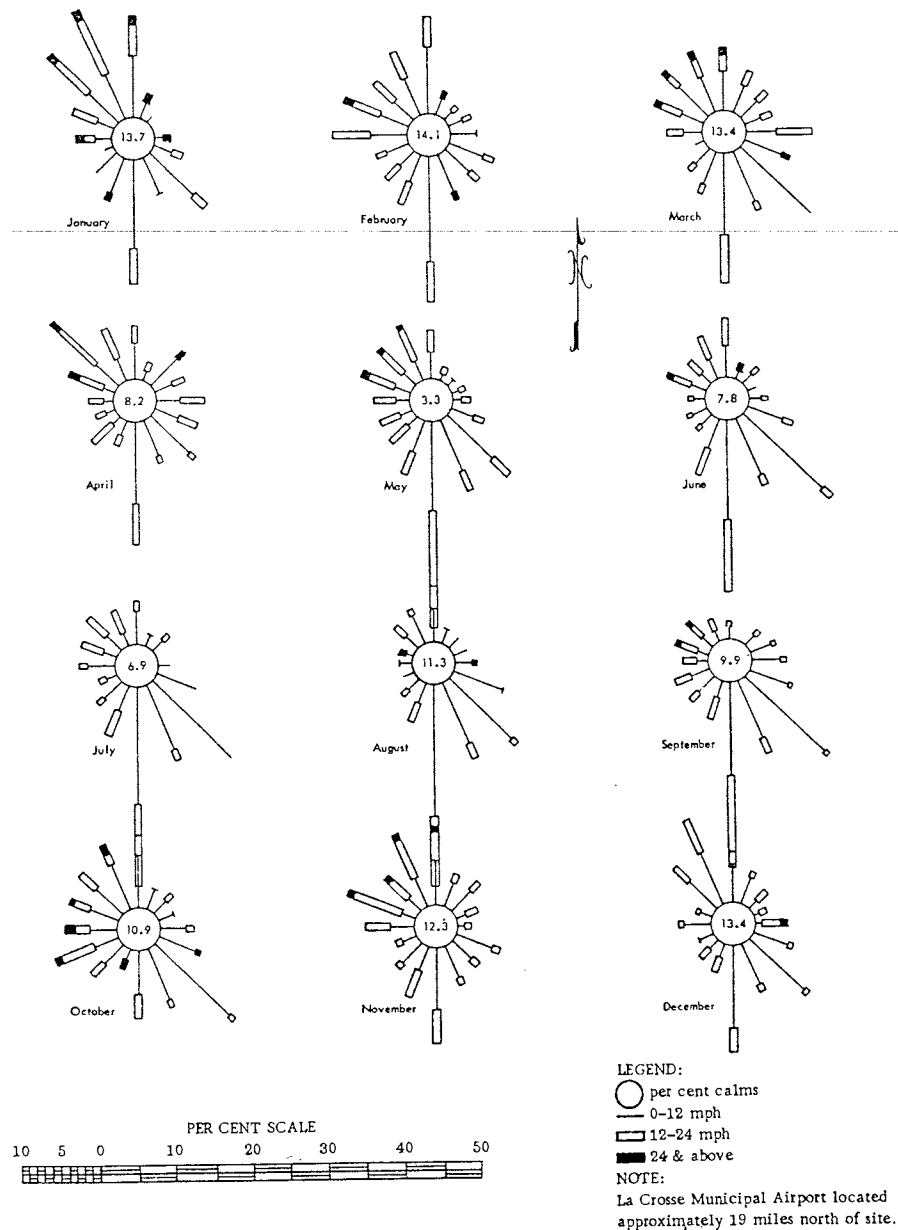 13.7
14.1
13.4
January
February
March
8.2
3.3
7.8
April
May
June
6.9
11.3
9.9
July
August
September
10.9
12.3
13.4
October
November
December
LEGEND:
per cent calms
0-12 mph
12-24 mph
24 & above
NOTE:
La Crosse Municipal Airport located
approximately 19 miles north of site.
PER CENT SCALE
10 5 0 10 20 30 40 50